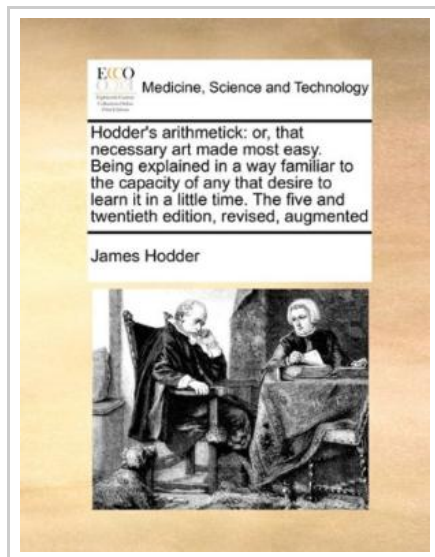 ECCO
Medicine, Science and Technology
Hodder's arithmetick: or, that
necessary art made most easy.
Being explained in a way familiar to
the capacity of any that desire to
learn it in a little time. The five and
twentieth edition, revised, augmented
James Hodder